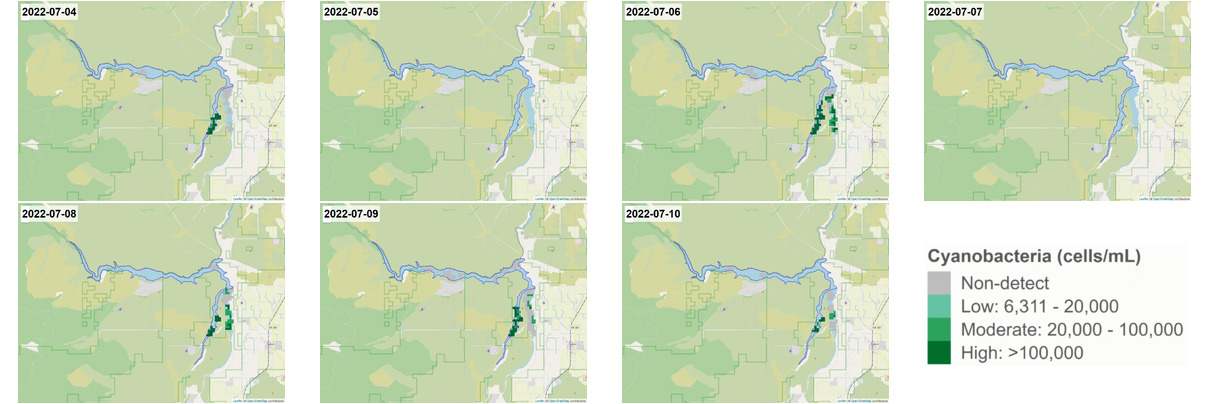 2022-07-04
2022-07-05
2022-07-06
2022-07-07
2022-07-08
2022-07-09
2022-07-10
Cyanobacteria (cells/mL)
Non-detect
Low: 6,311 - 20,000
Moderate: 20,000 - 100,000
High: >100,000